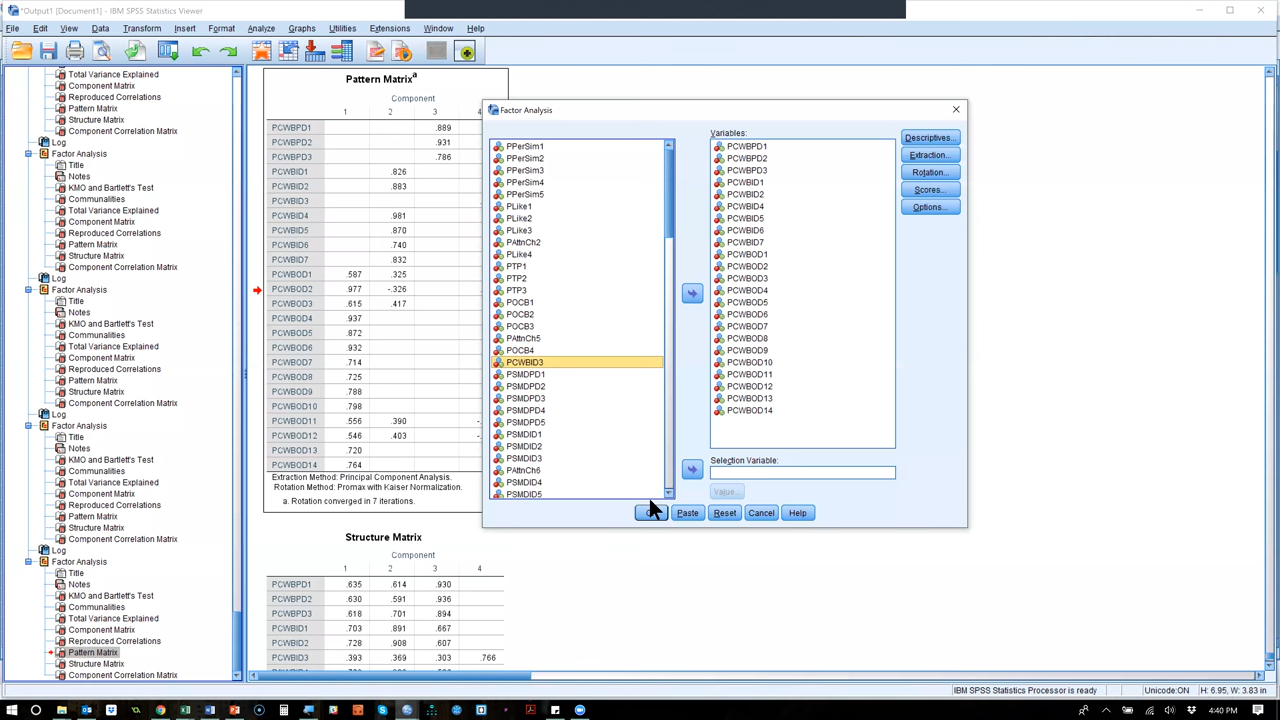 *Output1 [Document1] - IBM SPSS Statistics Viewer
File Edit View Data Transform Insert Format Analyze Graphs Utilities Extensions Window Help
Total Variance Explained
Component Matrix
Reproduced Correlations
Pattern Matrix
Structure Matrix
Component Correlation Matrix
Log
Factor Analysis
Title
Notes
KMO and Bartlett's Test
Communalities
Total Variance Explained
Component Matrix
Reproduced Correlations
Pattern Matrix
Structure Matrix
Component Correlation Matrix
Log
Factor Analysis
Title
Notes
KMO and Bartlett's Test
Communalities
Total Variance Explained
Component Matrix
Reproduced Correlations
Pattern Matrix
Structure Matrix
Component Correlation Matrix
Log
Factor Analysis
Title
Notes
KMO and Bartlett's Test
Communalities
Total Variance Explained
Component Matrix
Reproduced Correlations
Pattern Matrix
Structure Matrix
Component Correlation Matrix
Log
Factor Analysis
Title
Notes
KMO and Bartlett's Test
Communalities
Total Variance Explained
Component Matrix
Reproduced Correlations
Pattern Matrix
Structure Matrix
Component Correlation Matrix
Pattern Matrixa
Component
1 2 3 4
PCWBPD1 .889
PCWBPD2 .931
PCWBPD3 .786
PCWBID1 .826
PCWBID2 .883
PCWBID3
PCWBID4 .981
PCWBID5 .870
PCWBID6 .740
PCWBID7 .832
PCWBOD1 .587 .325
PCWBOD2 .977 -.326
PCWBOD3 .615 .417
PCWBOD4 .937
PCWBOD5 .872
PCWBOD6 .932
PCWBOD7 .714
PCWBOD8 .725
PCWBOD9 .788
PCWBOD10 .798
PCWBOD11 .556 .390
PCWBOD12 .546 .403
PCWBOD13 .720
PCWBOD14 .764
Extraction Method: Principal Component Analysis.
Rotation Method: Promax with Kaiser Normalization.
a. Rotation converged in 7 iterations.
Structure Matrix
Component
1 2 3 4
PCWBPD1 .635 .614 .930
PCWBPD2 .630 .591 .936
PCWBPD3 .618 .701 .894
PCWBID1 .703 .891 .667
PCWBID2 .728 .908 .607
PCWBID3 .393 .369 .303 .766
Factor Analysis
PPerSim1
PPerSim2
PPerSim3
PPerSim4
PPerSim5
PLike1
PLike2
PLike3
PAttnCh2
PLike4
PTP1
PTP2
PTP3
POCB1
POCB2
POCB3
PAttnCh5
POCB4
PCWBID3
PSMDPD1
PSMDPD2
PSMDPD3
PSMDPD4
PSMDPD5
PSMDID1
PSMDID2
PSMDID3
PAttnCh6
PSMDID4
PSMDID5
Variables:
PCWBPD1
PCWBPD2
PCWBPD3
PCWBID1
PCWBID2
PCWBID4
PCWBID5
PCWBID6
PCWBID7
PCWBOD1
PCWBOD2
PCWBOD3
PCWBOD4
PCWBOD5
PCWBOD6
PCWBOD7
PCWBOD8
PCWBOD9
PCWBOD10
PCWBOD11
PCWBOD12
PCWBOD13
PCWBOD14
Selection Variable:
Value...
Descriptives...
Extraction...
Rotation...
Scores...
Options...
Paste Reset Cancel Help
IBM SPSS Statistics Processor is ready Unicode:ON H: 6.95, W: 3.83 in
4:40 PM